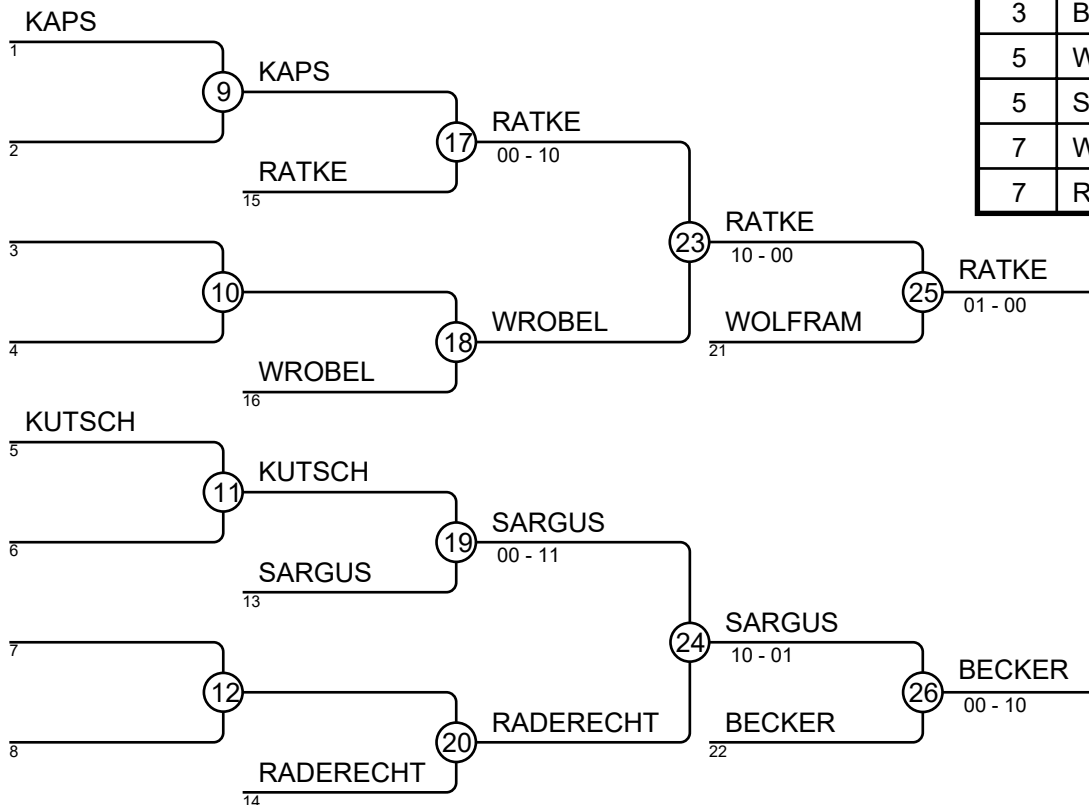 KAPS
1
9
KAPS
2
17
RATKE
00 - 10
RATKE
15
3
10
4
23
RATKE
10 - 00
18
WROBEL
WROBEL
16
25
RATKE
01 - 00
WOLFRAM
21
KUTSCH
5
11
KUTSCH
6
19
SARGUS
00 - 11
SARGUS
13
7
12
8
24
SARGUS
10 - 01
20
RADERECHT
RADERECHT
14
26
BECKER
00 - 10
BECKER
22
3 B
5 W
5 S
7 W
7 R